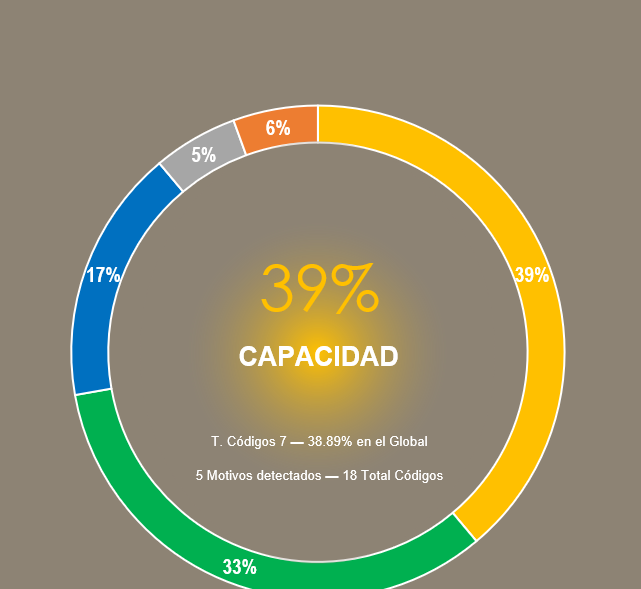 6%
5%
17%
39%
39%
CAPACIDAD
T. Códigos 7 — 38.89% en el Global
5 Motivos detectados — 18 Total Códigos
33%